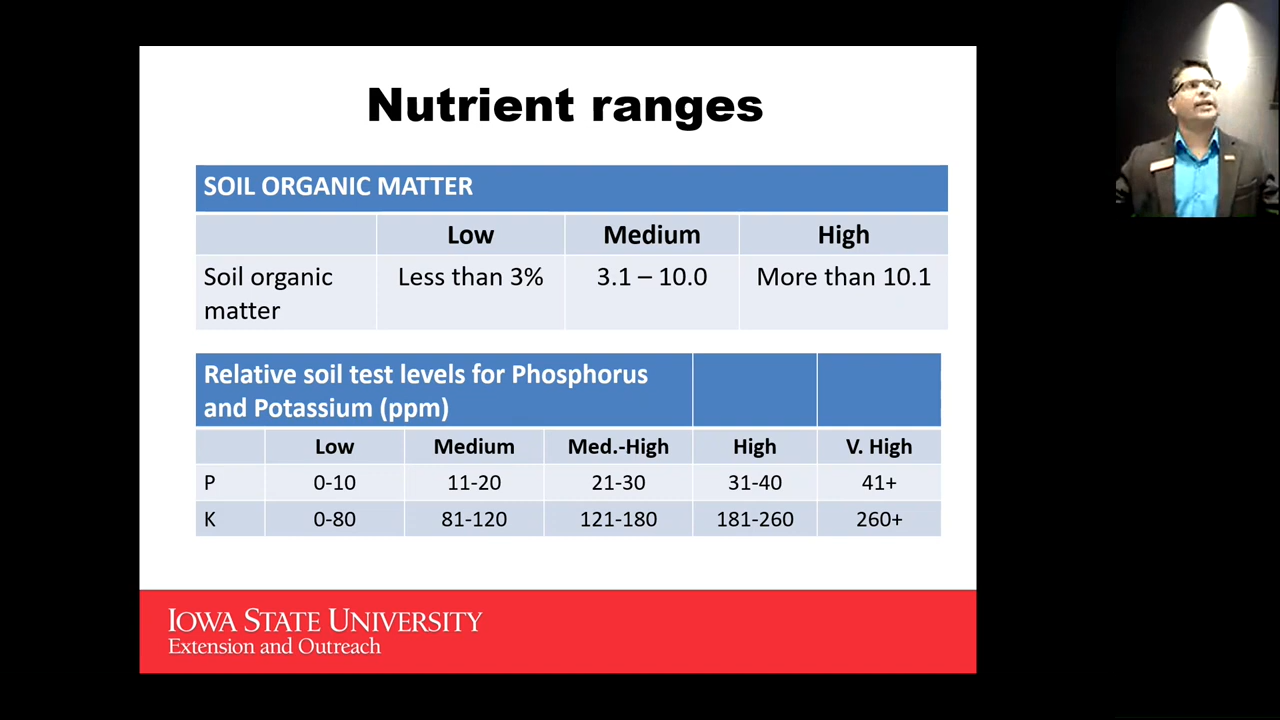 Nutrient ranges
SOIL ORGANIC MATTER
Low Medium High
Soil organic matter Less than 3% 3.1 – 10.0 More than 10.1
Relative soil test levels for Phosphorus
and Potassium (ppm)
Low Medium Med.-High High V. High
P 0-10 11-20 21-30 31-40 41+
K 0-80 81-120 121-180 181-260 260+
IOWA STATE UNIVERSITY
Extension and Outreach